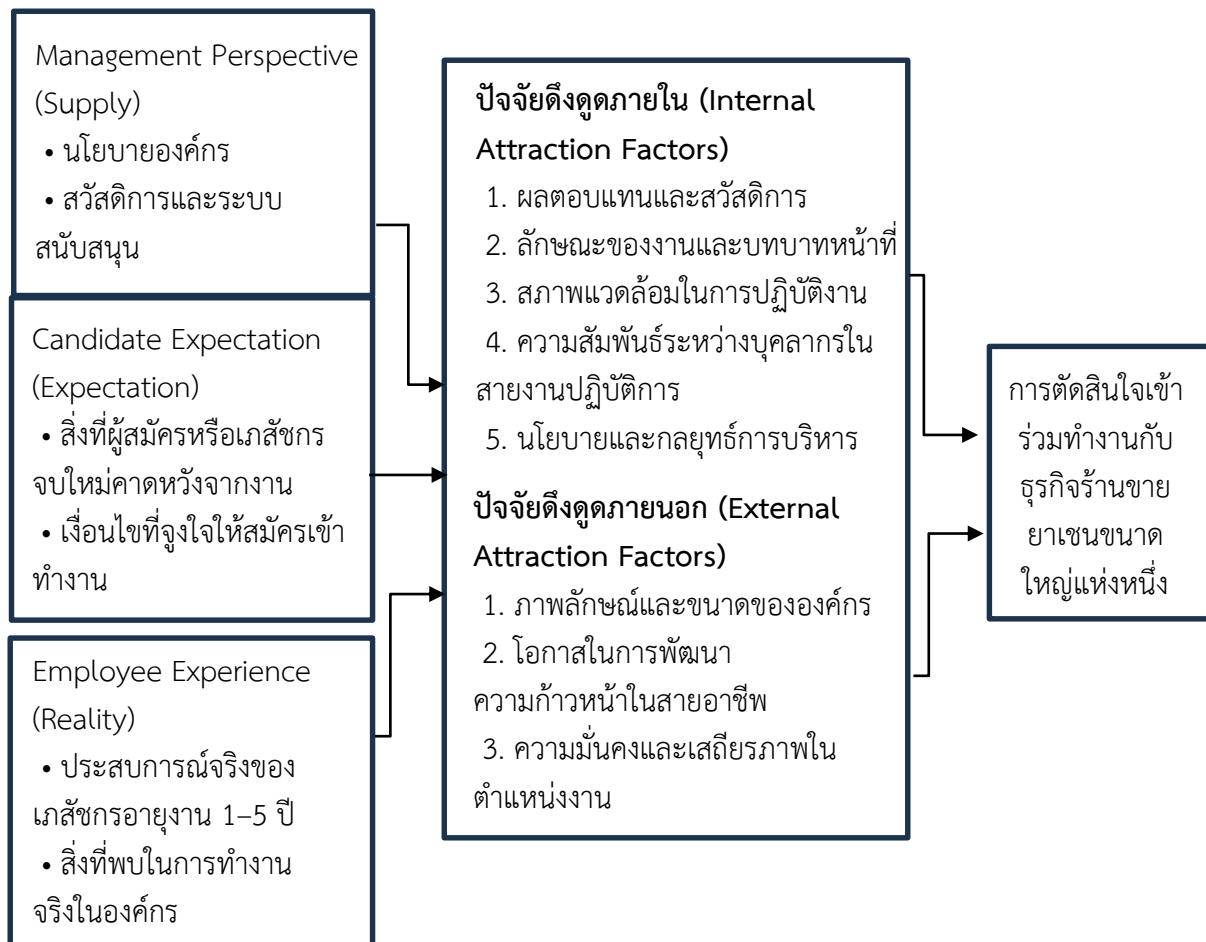 Management Perspective
(Supply)
• นโยบายองค์กร
• สวัสดิการและระบบ
สนับสนุน
Candidate Expectation
(Expectation)
• สิ่งที่ผู้สมัครหรือเภสัชกร
จบใหม่คาดหวังจากงาน
• เงื่อนไขที่จูงใจให้สมัครเข้า
ทำงาน
Employee Experience
(Reality)
• ประสบการณ์จริงของ
เภสัชกรอายุงาน 1–5 ปี
• สิ่งที่พบในการทำงาน
จริงในองค์กร
ปัจจัยดึงดูดภายใน (Internal
Attraction Factors)
1. ผลตอบแทนและสวัสดิการ
2. ลักษณะของงานและบทบาทหน้าที่
3. สภาพแวดล้อมในการปฏิบัติงาน
4. ความสัมพันธ์ระหว่างบุคลากรใน
สายงานปฏิบัติการ
5. นโยบายและกลยุทธ์การบริหาร
ปัจจัยดึงดูดภายนอก (External
Attraction Factors)
1. ภาพลักษณ์และขนาดขององค์กร
2. โอกาสในการพัฒนา
ความก้าวหน้าในสายอาชีพ
3. ความมั่นคงและเสถียรภาพใน
ตำแหน่งงาน
การตัดสินใจเข้า
ร่วมทำงานกับ
ธุรกิจร้านขาย
ยาเชนขนาด
ใหญ่แห่งหนึ่ง